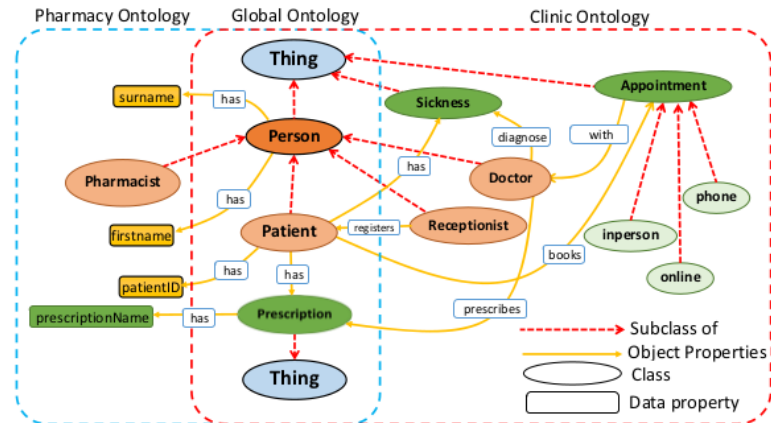 Pharmacy Ontology
Global Ontology
Clinic Ontology
Thing
Appointment
surname
has
Sickness
Person
diagnose
with
has
Pharmacist
Doctor
has
phone
firstname
Patient
registers
Receptionist
inperson
books
has
has
online
patientID
prescriptionName
has
Prescription
prescribes
Subclass of
Object Properties
Thing
Class
Data property